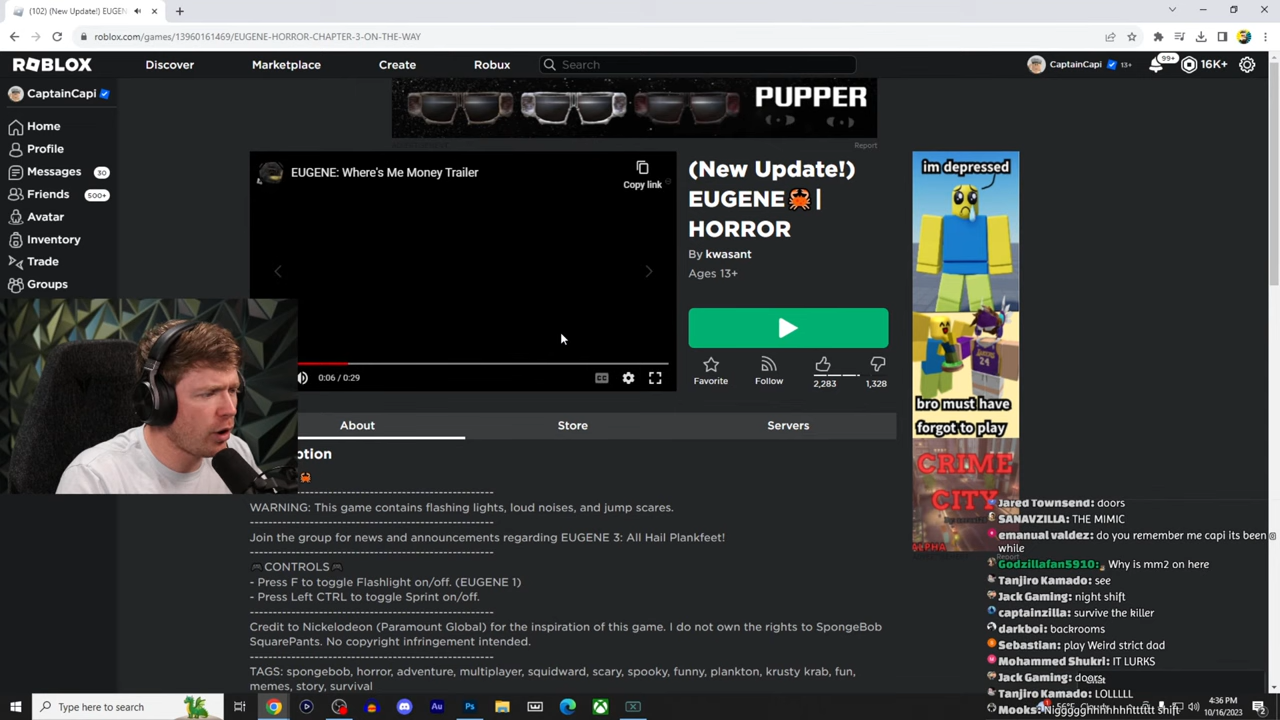 (102) (New Update!) EUGEN
roblox.com/games/13960161469/EUGENE-HORROR-CHAPTER-3-ON-THE-WAY
ROBLOX
Discover
Marketplace
Create
Robux
Search
CaptainCapi
13+
99+
16K+
CaptainCapi
Home
Profile
Messages
30
Friends
500+
Avatar
Inventory
Trade
Groups
PUPPER
Report
EUGENE: Where's Me Money Trailer
Copy link
0:06 / 0:29
(New Update!)
EUGENE🦀 |
HORROR
By kwasant
Ages 13+
Favorite
Follow
2,283
1,328
im depressed
24
bro must have
forgot to play
CRIME
CITY
ALPHA
Report
About
Store
Servers
ption
WARNING: This game contains flashing lights, loud noises, and jump scares.
Join the group for news and announcements regarding EUGENE 3: All Hail Plankfeet!
🎮CONTROLS🎮
- Press F to toggle Flashlight on/off. (EUGENE 1)
- Press Left CTRL to toggle Sprint on/off.
Credit to Nickelodeon (Paramount Global) for the inspiration of this game. I do not own the rights to SpongeBob
SquarePants. No copyright infringement intended.
TAGS: spongebob, horror, adventure, multiplayer, squidward, scary, spooky, funny, plankton, krusty krab, fun,
memes, story, survival
Jared Townsend: doors
SANAVZILLA: THE MIMIC
emanual valdez: do you remember me capi its been
while
Godzillafan5910: Why is mm2 on here
Tanjiro Kamado: see
Jack Gaming: night shift
captainzilla: survive the killer
darkboi: backrooms
Sebastian: play Weird strict dad
Mohammed Shukri: IT LURKS
Jack Gaming: doors
Tanjiro Kamado: LOLLLLL
Type here to search
4:36 PM
10/16/2023